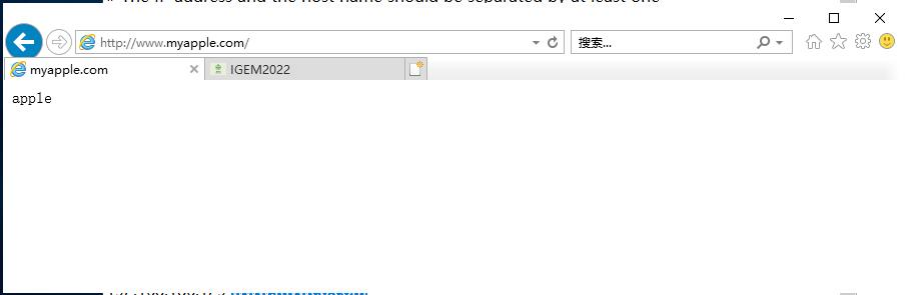 * The IP address and the host name should be separated by at least one
http://www.myapple.com/
搜索...
myapple.com
IGEM2022
apple